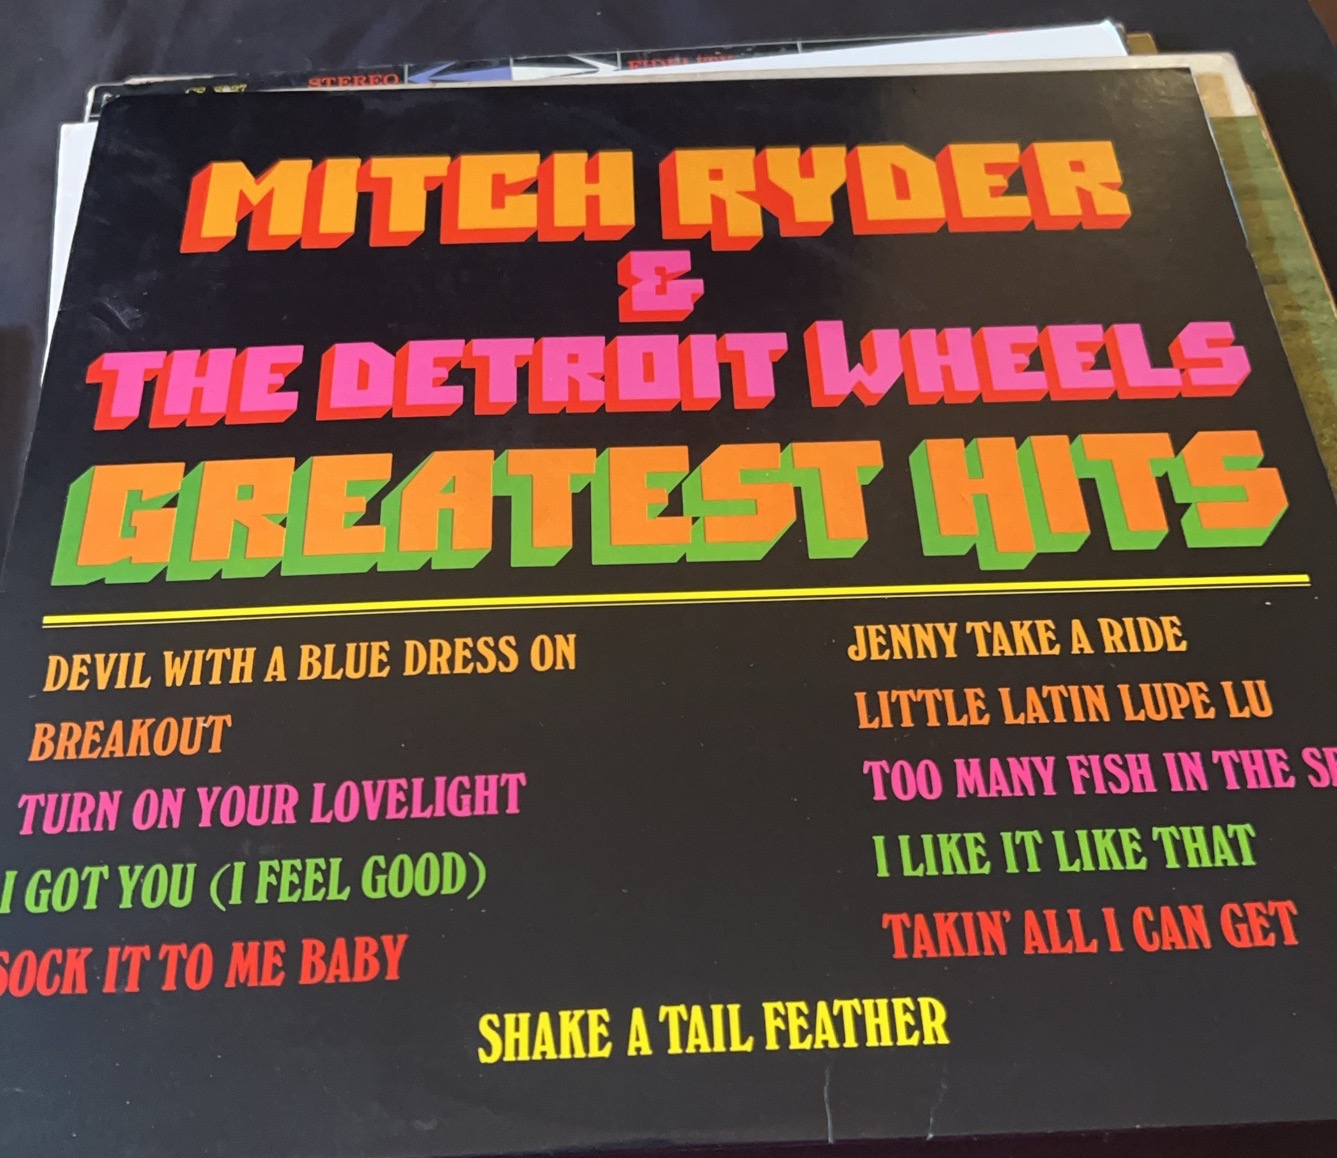 STEREO
MITCH RYDER
&
THE DETROIT WHEELS
GREATEST HITS
DEVIL WITH A BLUE DRESS ON
BREAKOUT
TURN ON YOUR LOVELIGHT
I GOT YOU (I FEEL GOOD)
SOCK IT TO ME BABY
JENNY TAKE A RIDE
LITTLE LATIN LUPE LU
TOO MANY FISH IN THE
I LIKE IT LIKE THAT
TAKIN' ALL I CAN GET
SHAKE A TAIL FEATHER